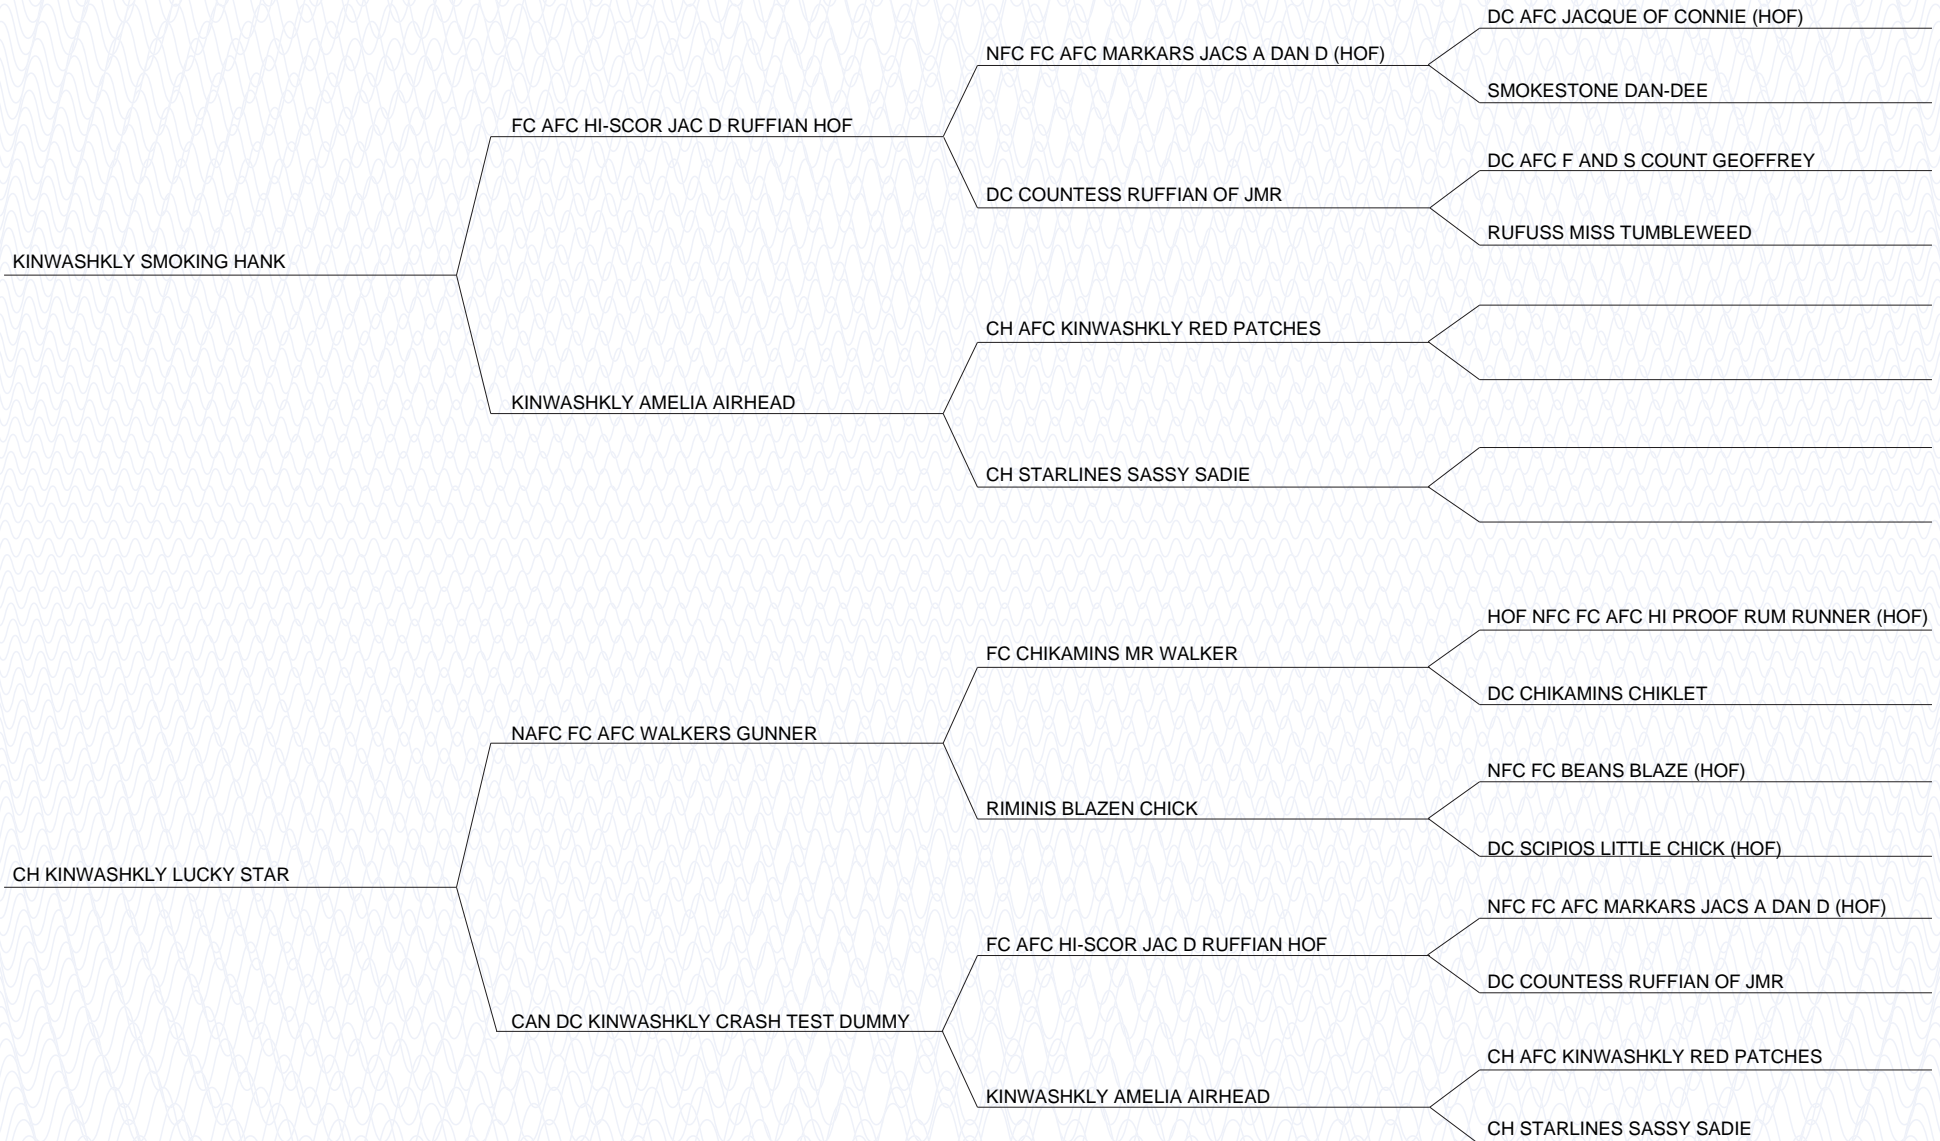 DC AFC JACQUE OF CONNIE (HOF)
NFC FC AFC MARKARS JACS A DAN D (HOF)
SMOKESTONE DAN-DEE
FC AFC HI-SCOR JAC D RUFFIAN HOF
DC AFC F AND S COUNT GEOFFREY
DC COUNTESS RUFFIAN OF JMR
RUFUSS MISS TUMBLEWEED
KINWASHKLY SMOKING HANK
CH AFC KINWASHKLY RED PATCHES
KINWASHKLY AMELIA AIRHEAD
CH STARLINES SASSY SADIE
HOF NFC FC AFC HI PROOF RUM RUNNER (HOF)
FC CHIKAMINS MR WALKER
DC CHIKAMINS CHIKLET
NAFC FC AFC WALKERS GUNNER
NFC FC BEANS BLAZE (HOF)
RIMINIS BLAZEN CHICK
DC SCIPIOS LITTLE CHICK (HOF)
CH KINWASHKLY LUCKY STAR
NFC FC AFC MARKARS JACS A DAN D (HOF)
FC AFC HI-SCOR JAC D RUFFIAN HOF
DC COUNTESS RUFFIAN OF JMR
CAN DC KINWASHKLY CRASH TEST DUMMY
CH AFC KINWASHKLY RED PATCHES
KINWASHKLY AMELIA AIRHEAD
CH STARLINES SASSY SADIE